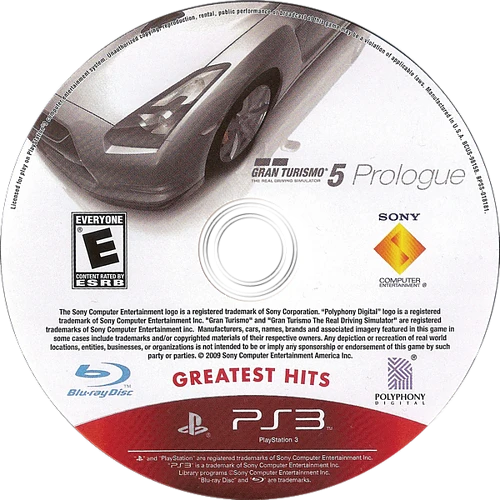 Licensed for play on PlayStation®3 computer entertainment system. Unauthorized copying, reproduction, rental, public performance or broadcast of this game may be a violation of applicable laws. Manufactured in U.S.A. BCUS-98158.
GRAN TURISMO® 5 Prologue
THE REAL DRIVING SIMULATOR
EVERYONE
E
CONTENT RATED BY
ESRB
SONY
COMPUTER
ENTERTAINMENT®
The Sony Computer Entertainment logo is a registered trademark of Sony Corporation. "Polyphony Digital" logo is a registered
trademark of Sony Computer Entertainment Inc. "Gran Turismo" and "Gran Turismo The Real Driving Simulator" are registered
trademarks of Sony Computer Entertainment Inc. Manufacturers, cars, names, brands and associated imagery featured in this game in
some cases include trademarks and/or copyrighted materials of their respective owners. Any depiction or recreation of real world
locations, entities, businesses, or organizations is not intended to be or imply any sponsorship or endorsement of this game by such
party or parties. © 2009 Sony Computer Entertainment America Inc.
Blu-ray Disc™
GREATEST HITS
POLYPHONY
DIGITAL
PS3™
PlayStation 3
and "PlayStation" are registered trademarks of Sony Computer Entertainment Inc.
"PS3" is a trademark of Sony Computer Entertainment Inc.
Library programs ©Sony Computer Entertainment Inc.
"Blu-ray Disc" and are trademarks.